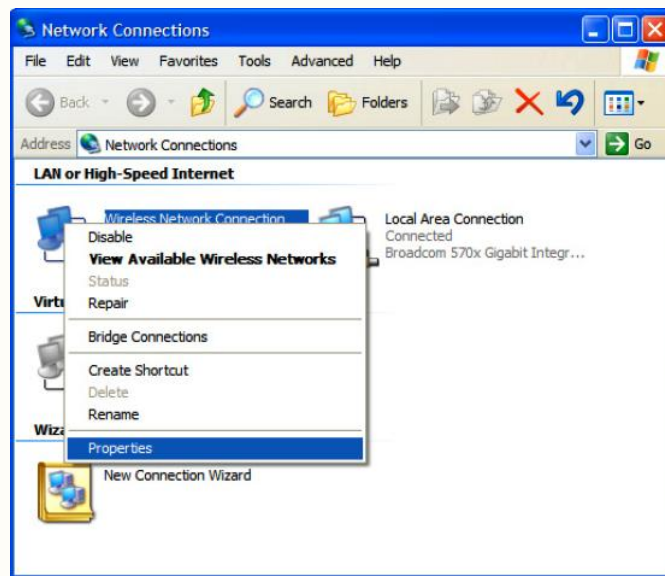 Network Connections
File Edit View Favorites Tools Advanced Help
Back Search Folders
Address Network Connections Go
LAN or High-Speed Internet
Wireless Network Connection
Local Area Connection
Connected
Broadcom 570x Gigabit Integr...
Disable
View Available Wireless Networks
Status
Repair
Bridge Connections
Create Shortcut
Delete
Rename
Properties
Virtu
Wiza
New Connection Wizard